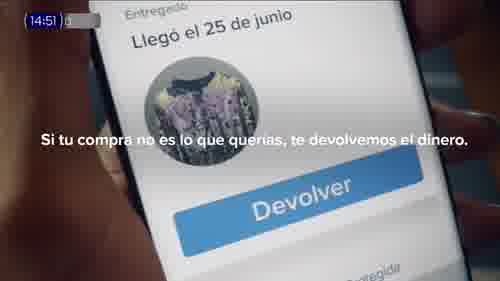 14:51
Entregado
Llegó el 25 de junio
Si tu compra no es lo que querías, te devolvemos el dinero.
Devolver